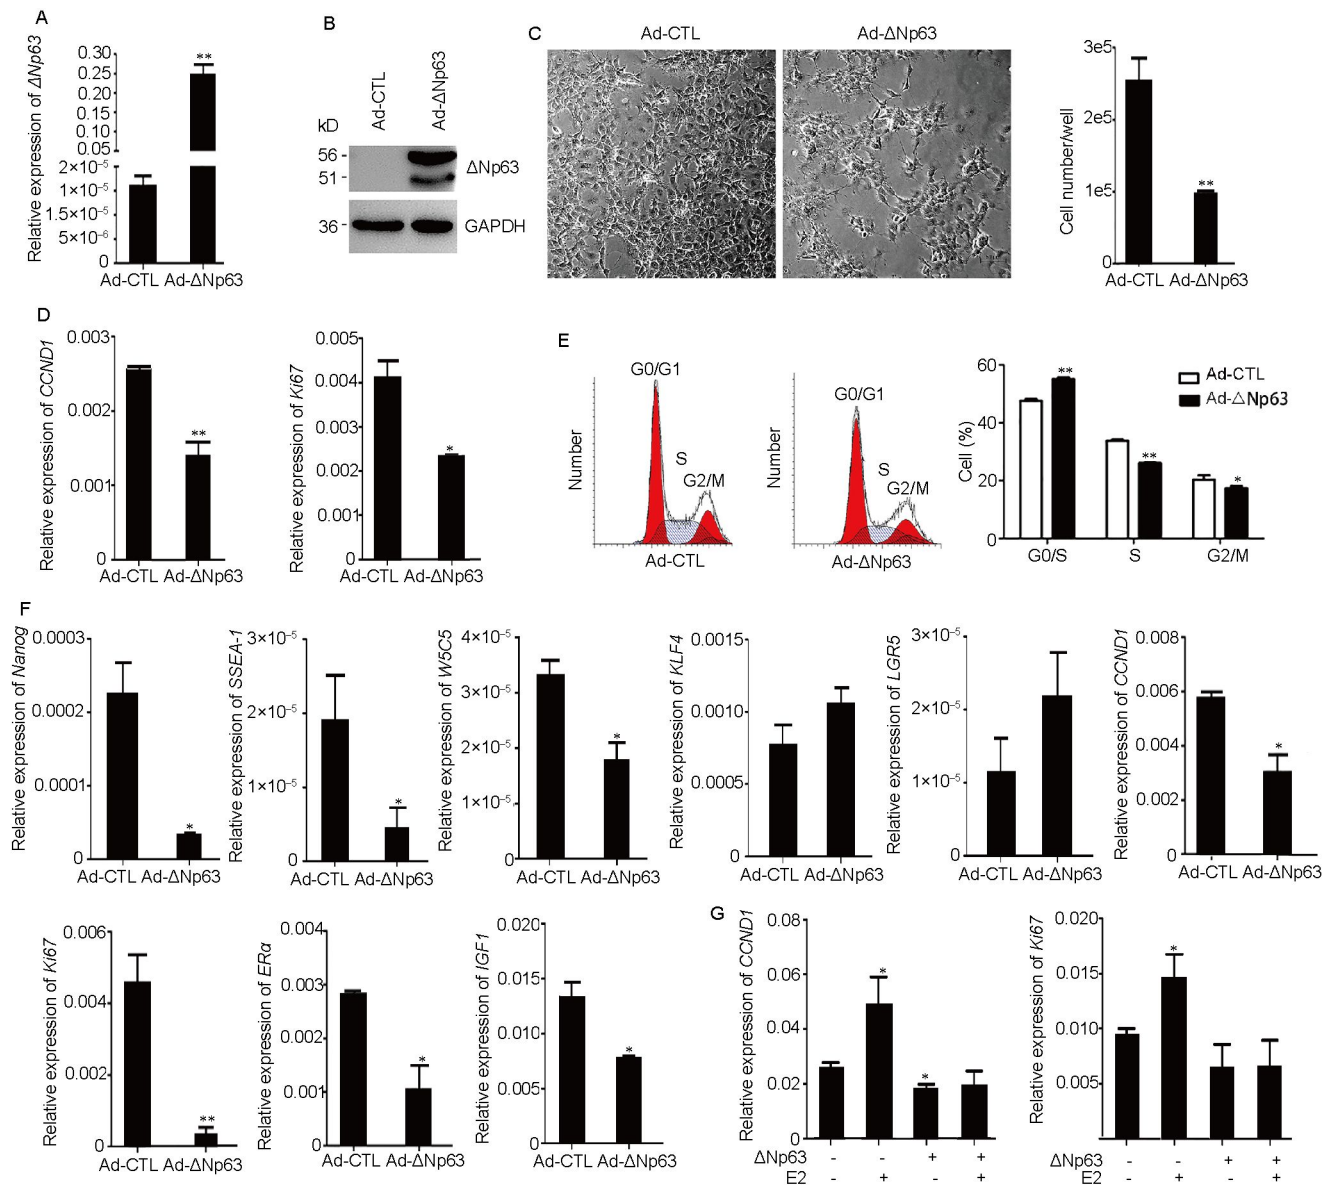 A
Relative expression of ΔNp63
0.30
0.25
0.20
0.15
0.10
0.05
2×10⁻⁵
1×10⁻⁵
1.5×10⁻⁵
5×10⁻⁶
0
**
Ad-CTL Ad-ΔNp63
B
Ad-CTL
Ad-ΔNp63
kD
56 -
51 -
36 -
ΔNp63
GAPDH
C
Ad-CTL
Ad-ΔNp63
Cell number/well
3e5
2e5
1e5
0
**
Ad-CTL Ad-ΔNp63
D
Relative expression of CCND1
0.003
0.002
0.001
0
**
Ad-CTL Ad-ΔNp63
Relative expression of Ki67
0.005
0.004
0.003
0.002
0.001
0
*
Ad-CTL Ad-ΔNp63
E
Number
G0/G1
S
G2/M
Ad-CTL
Number
G0/G1
S
G2/M
Ad-ΔNp63
Cell (%)
60
40
20
0
**
**
*
Ad-CTL
Ad-△Np63
G0/S S G2/M
F
Relative expression of Nanog
0.0003
0.0002
0.0001
0
*
Ad-CTL Ad-ΔNp63
Relative expression of SSEA-1
3×10⁻⁵
2×10⁻⁵
1×10⁻⁵
0
*
Ad-CTL Ad-ΔNp63
Relative expression of W5C5
4×10⁻⁵
3×10⁻⁵
2×10⁻⁵
1×10⁻⁵
0
*
Ad-CTL Ad-ΔNp63
Relative expression of KLF4
0.0015
0.0010
0.0005
0
Ad-CTL Ad-ΔNp63
Relative expression of LGR5
3×10⁻⁵
2×10⁻⁵
1×10⁻⁵
0
Ad-CTL Ad-ΔNp63
Relative expression of CCND1
0.008
0.006
0.004
0.002
0
*
Ad-CTL Ad-ΔNp63
Relative expression of Ki67
0.006
0.004
0.002
0
**
Ad-CTL Ad-ΔNp63
Relative expression of ERα
0.004
0.003
0.002
0.001
0
*
Ad-CTL Ad-ΔNp63
Relative expression of IGF1
0.020
0.015
0.010
0.005
0
*
Ad-CTL Ad-ΔNp63
G
Relative expression of CCND1
0.08
0.06
0.04
0.02
0
*
*
ΔNp63 - - + +
E2 - + - +
Relative expression of Ki67
0.020
0.015
0.010
0.005
*
ΔNp63 - - + +
E2 - + - +